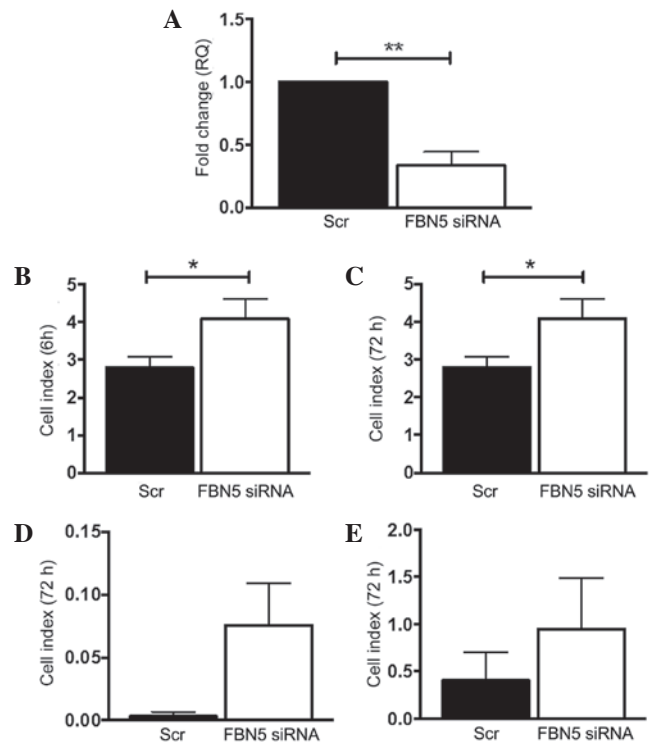 A
Fold change (RQ)
1.5
1.0
0.5
0.0
**
Scr FBN5 siRNA
B
Cell index (6h)
5
4
3
2
1
0
*
Scr FBN5 siRNA
C
Cell index (72 h)
5
4
3
2
1
0
*
Scr FBN5 siRNA
D
Cell index (72 h)
0.15
0.10
0.05
0.00
Scr FBN5 siRNA
E
Cell index (72 h)
2.0
1.5
1.0
0.5
0.0
Scr FBN5 siRNA